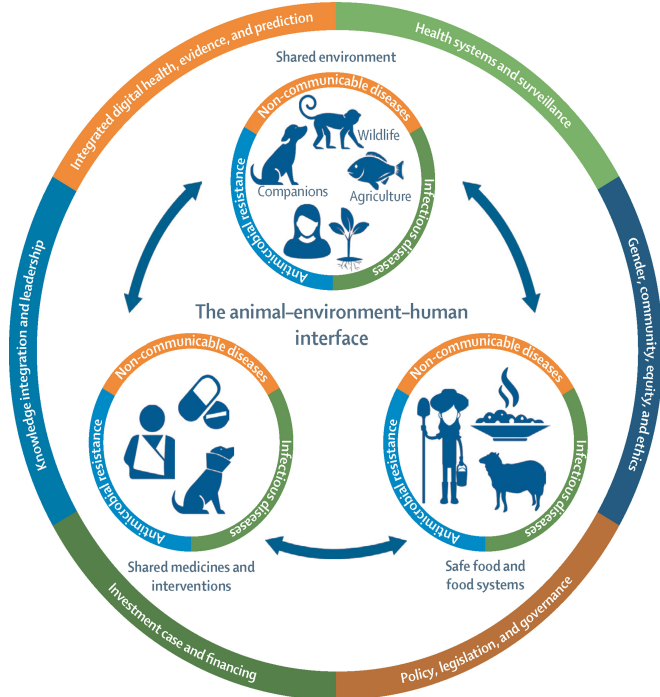 Integrated digital health, evidence, and prediction
Health systems and surveillance
Shared environment
Non-communicable diseases
Wildlife
Companions
Agriculture
Antimicrobial resistance
Infectious diseases
Knowledge integration and leadership
Gender, community, equity, and ethics
The animal–environment–human
interface
Non-communicable diseases
Antimicrobial resistance
Infectious diseases
Shared medicines and
interventions
Non-communicable diseases
Antimicrobial resistance
Infectious diseases
Safe food and
food systems
Investment case and financing
Policy, legislation, and governance